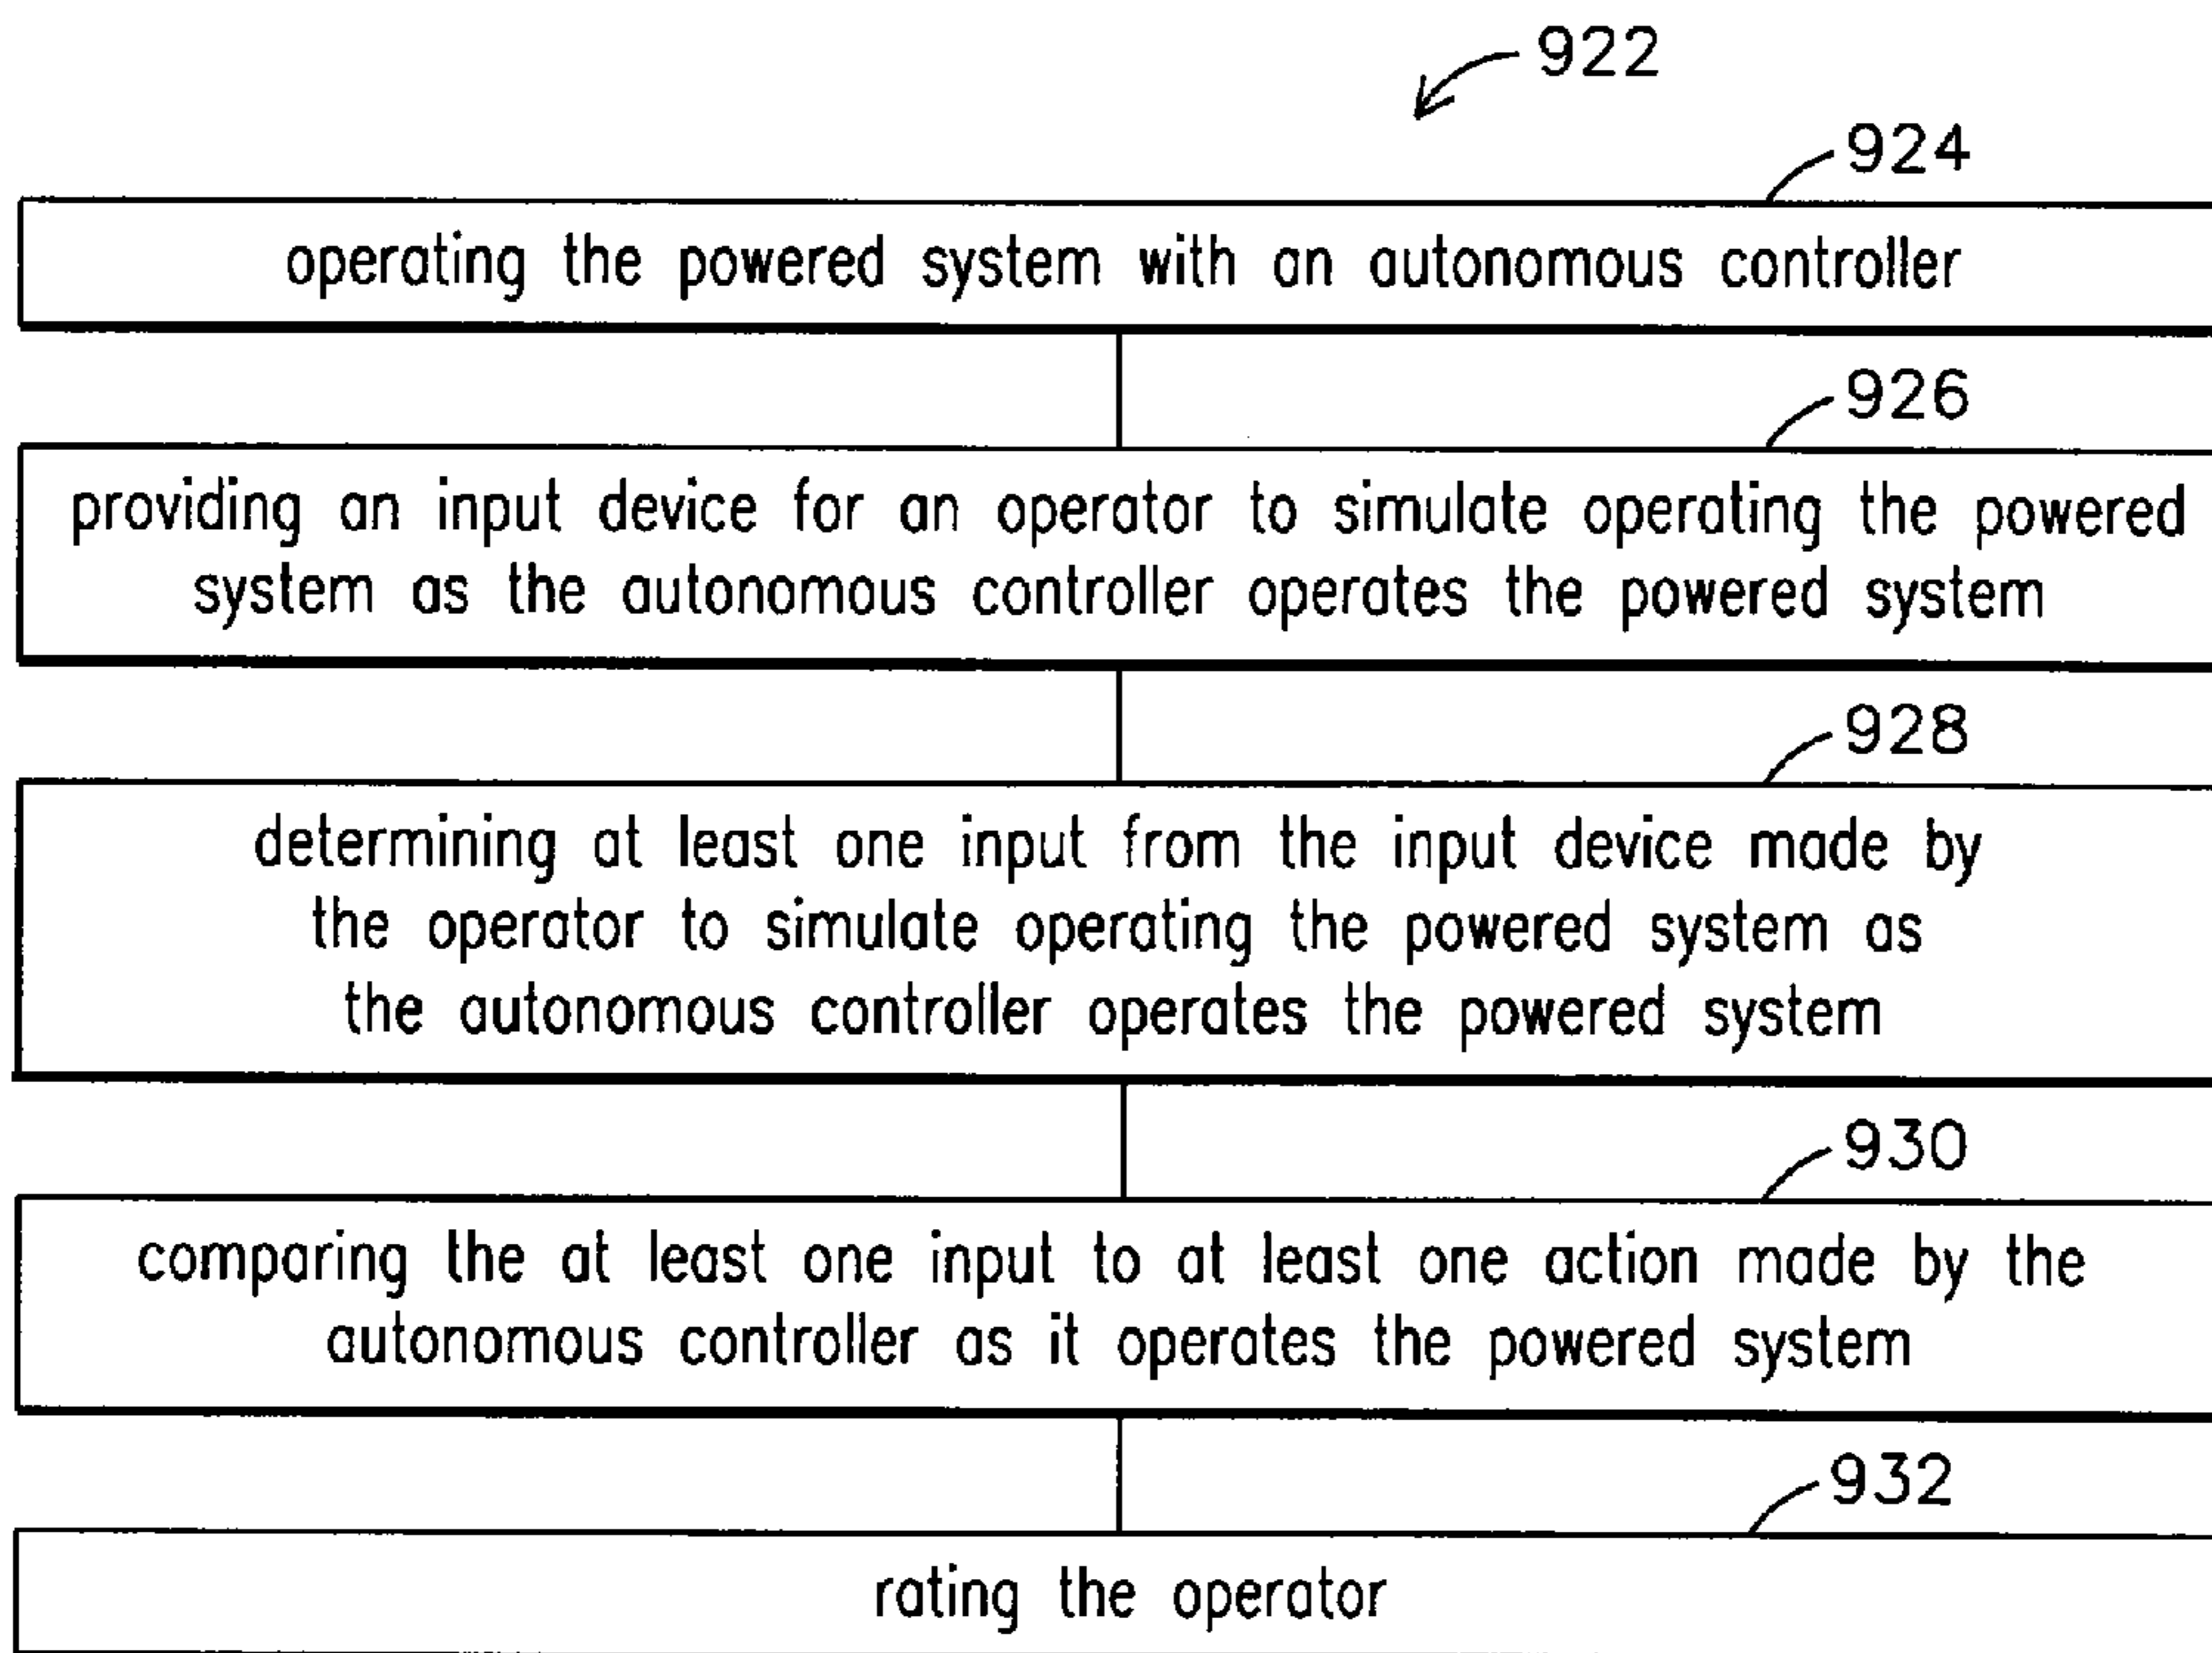 922
924
operating the powered system with an autonomous controller
926
providing an input device for an operator to simulate operating the powered
system as the autonomous controller operates the powered system
928
determining at least one input from the input device made by
the operator to simulate operating the powered system as
the autonomous controller operates the powered system
930
comparing the at least one input to at least one action made by the
autonomous controller as it operates the powered system
932
rating the operator